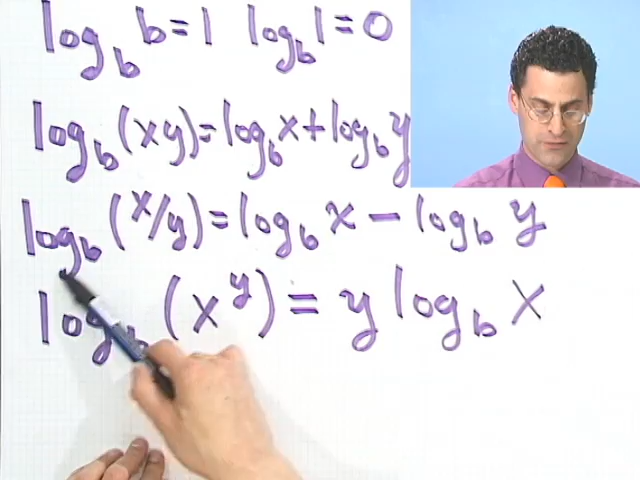 log_b b = 1 log_b 1 = 0
log_b (xy) = log_b x + log_b y
log_b (x/y) = log_b x - log_b y
log_b (x^y) = y log_b x